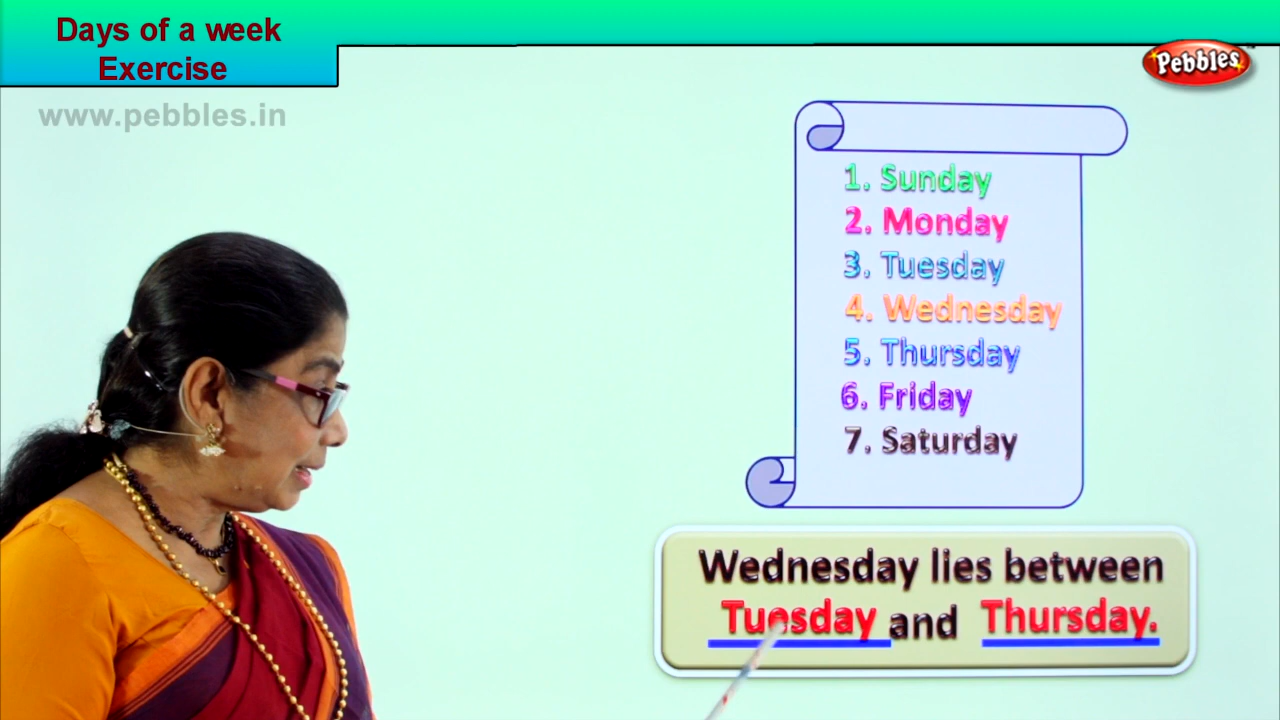 Days of a week
Exercise
www.pebbles.in
Pebbles
1. Sunday
2. Monday
3. Tuesday
4. Wednesday
5. Thursday
6. Friday
7. Saturday
Wednesday lies between
Tuesday and Thursday.